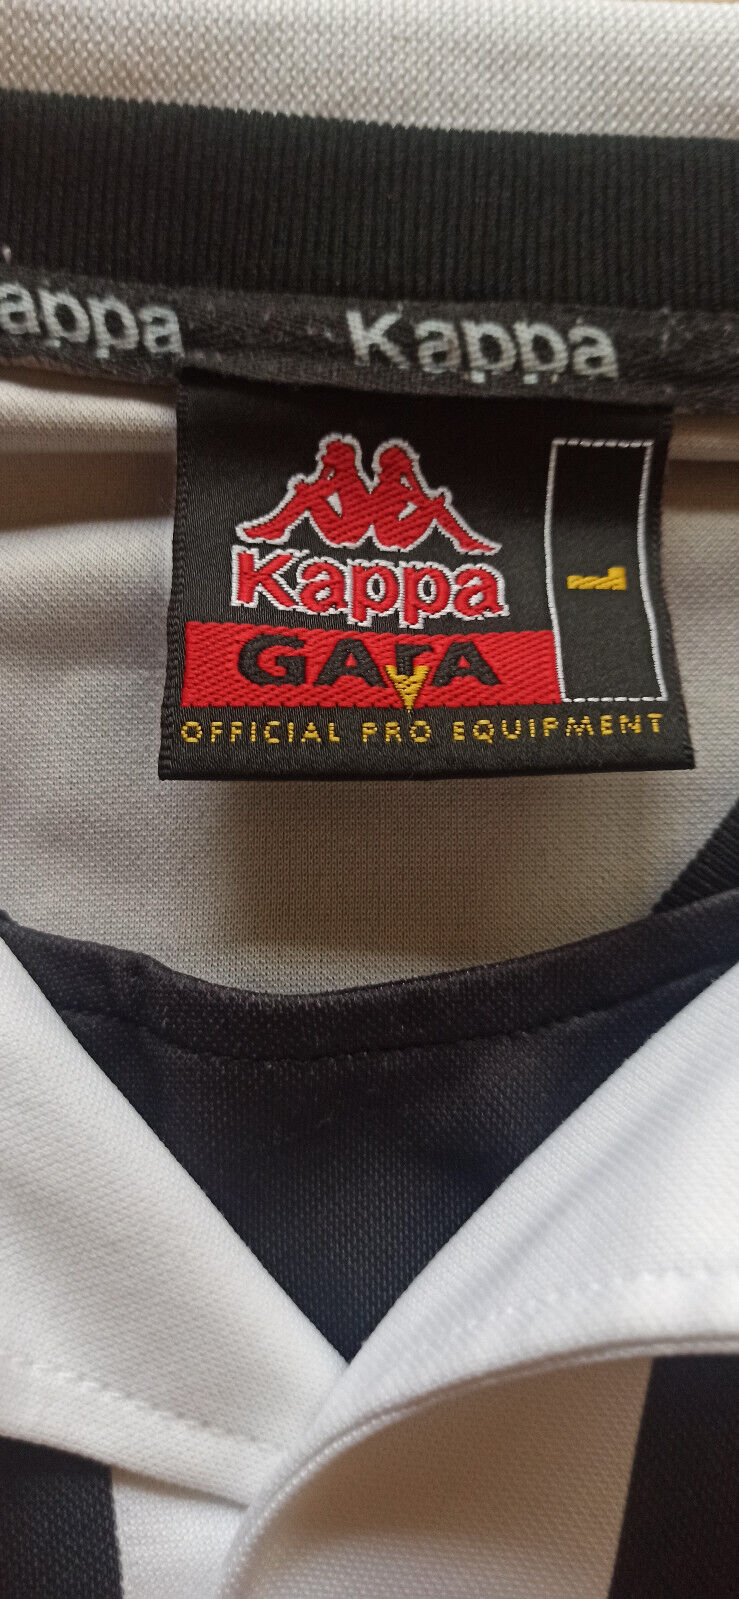 appa Kappa
Kappa
GArA
L
OFFICIAL PRO EQUIPMENT